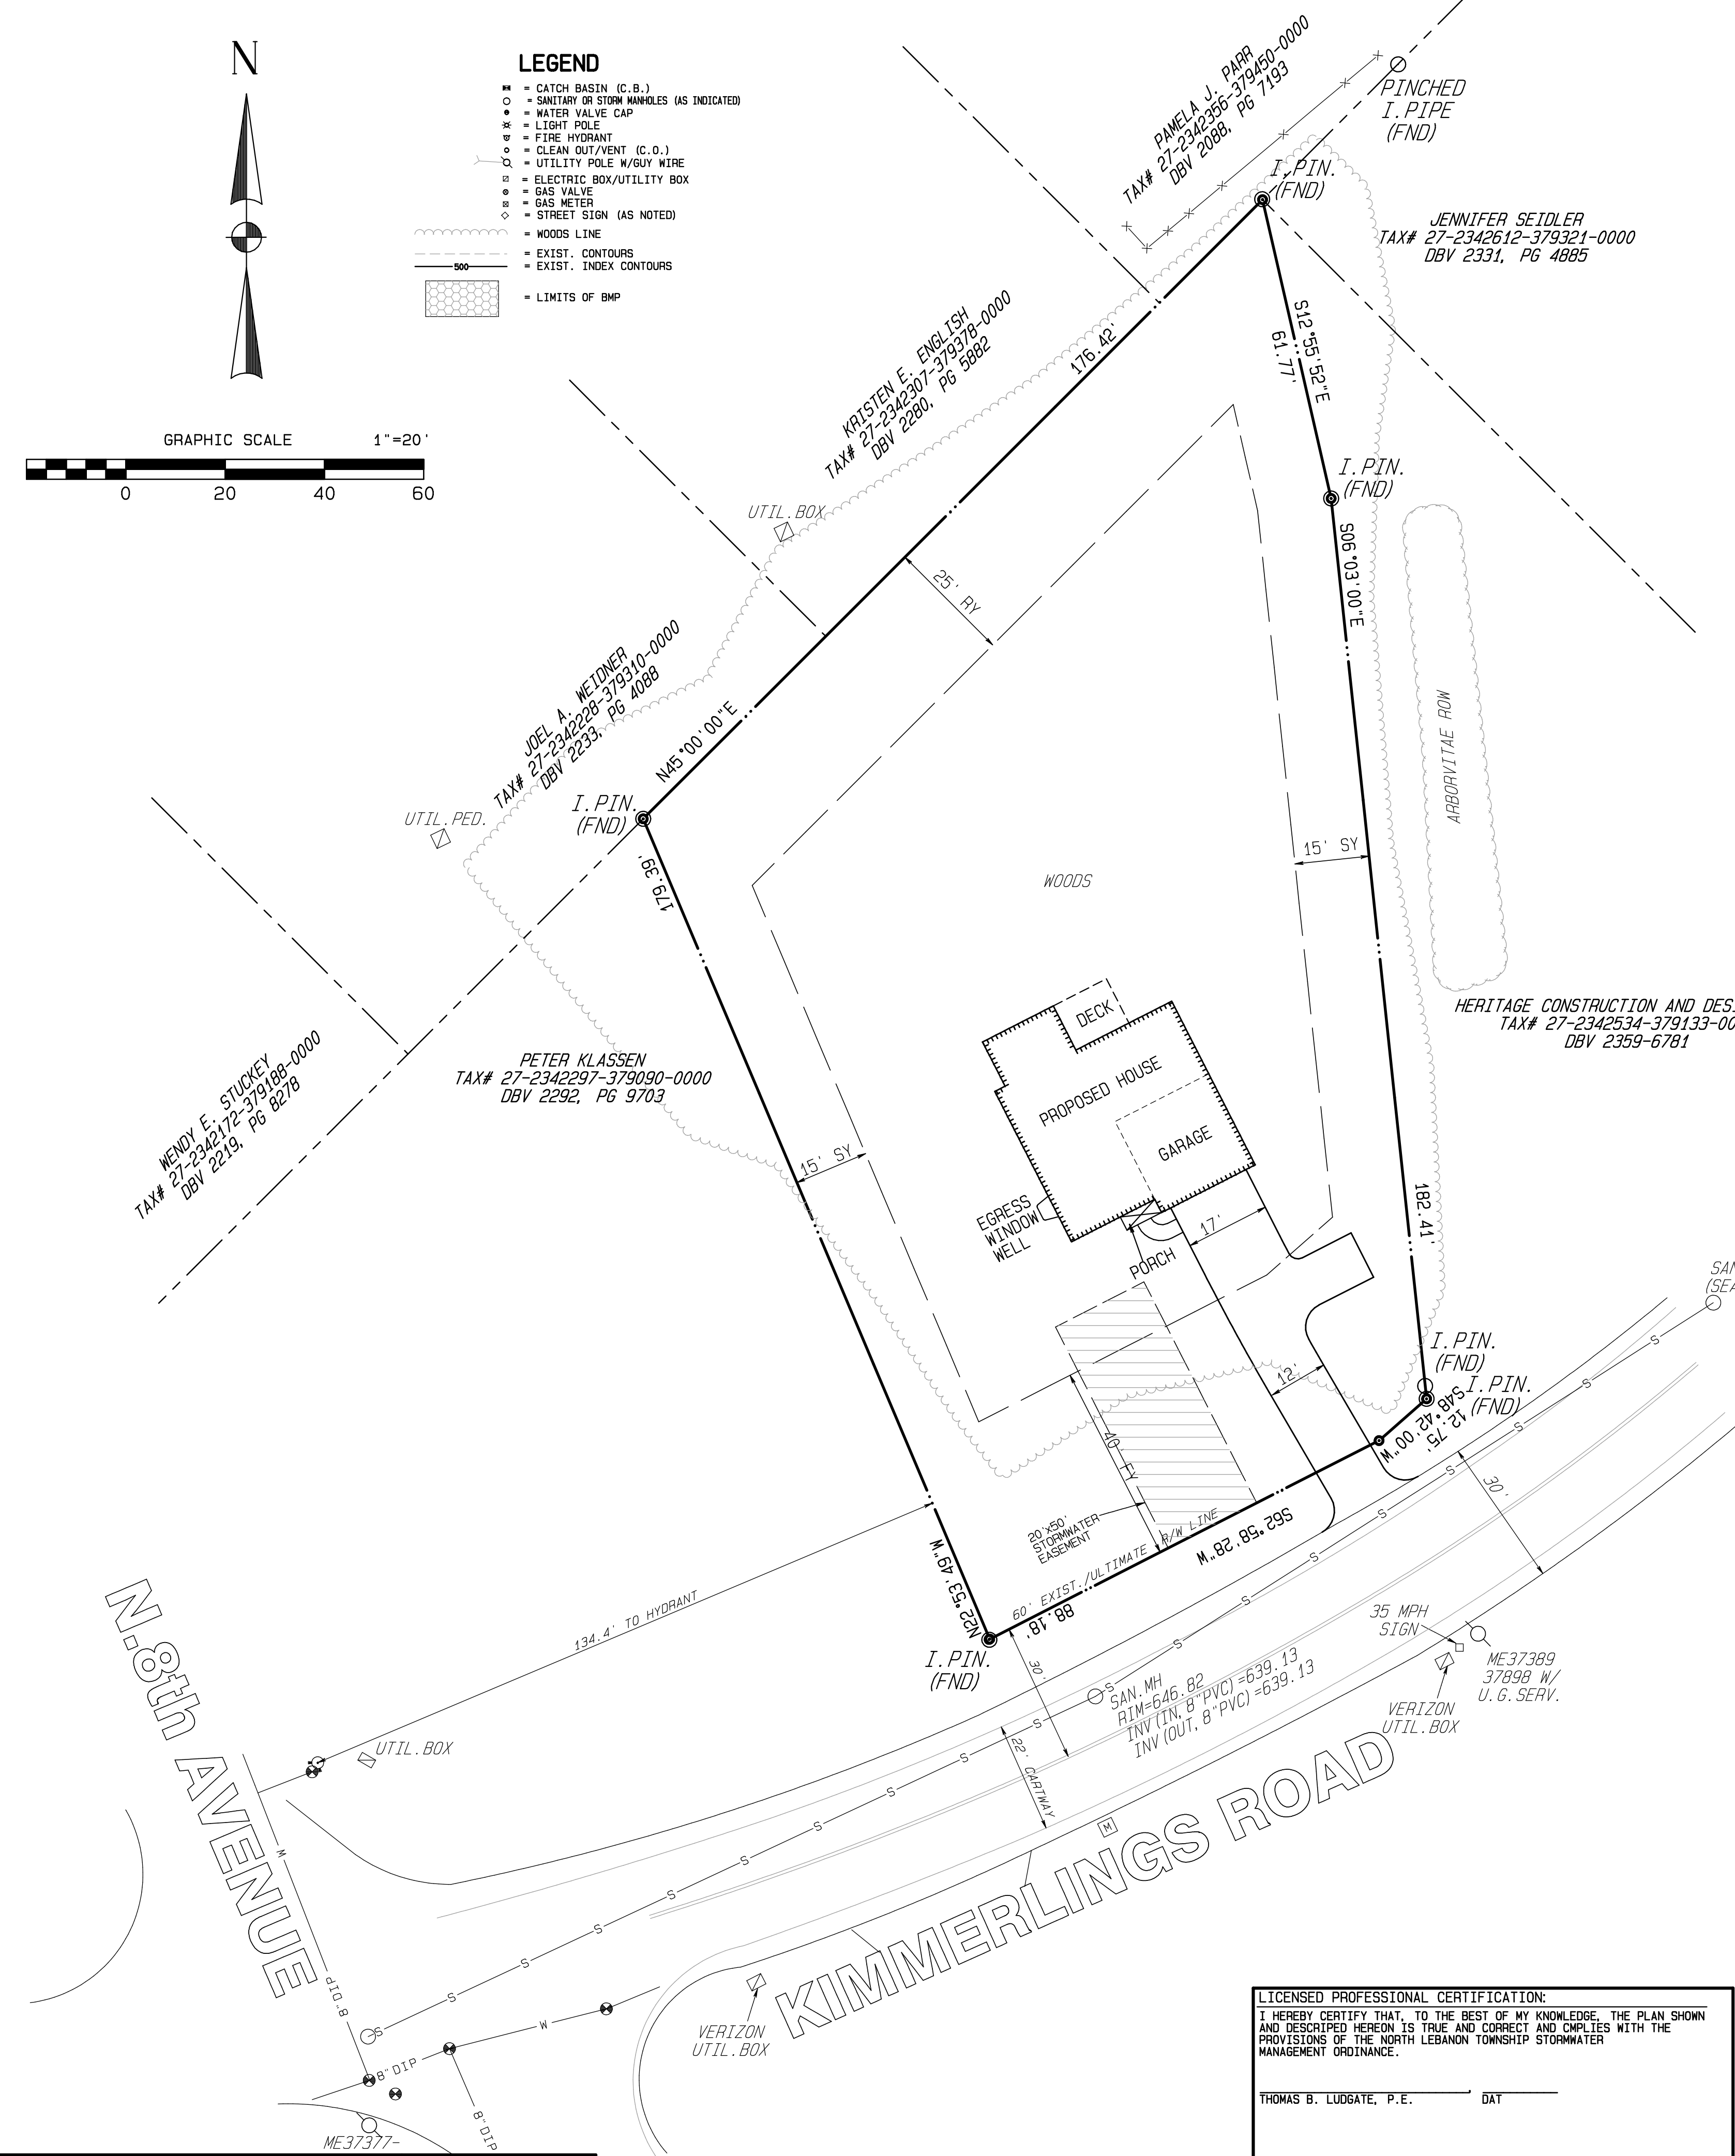 N
LEGEND
= CATCH BASIN (C.B.)
= SANITARY OR STORM MANHOLES (AS INDICATED)
= WATER VALVE CAP
= LIGHT POLE
= FIRE HYDRANT
= CLEAN OUT/VENT (C.O.)
= UTILITY POLE W/GUY WIRE
= ELECTRIC BOX/UTILITY BOX
= GAS VALVE
= GAS METER
= STREET SIGN (AS NOTED)
= WOODS LINE
= EXIST. CONTOURS
500 = EXIST. INDEX CONTOURS
= LIMITS OF BMP
GRAPHIC SCALE 1"=20'
0 20 40 60
PAMELA J. PARR
TAX# 27-2342356-379450-0000
DBV 2088, PG 7193
PINCHED
I.PIPE
(FND)
I.PIN.
(FND)
JENNIFER SEIDLER
TAX# 27-2342612-379321-0000
DBV 2331, PG 4885
S12°55'52"E
61.77'
KRISTEN E. ENGLISH
TAX# 27-2342307-379378-0000
DBV 2280, PG 5882
176.42'
I.PIN.
(FND)
S06°03'00"E
UTIL.BOX
25' RY
JOEL A. WEIDNER
TAX# 27-2342228-379310-0000
DBV 2233, PG 4088
N45°00'00"E
ARBORVITAE ROW
UTIL.PED.
I.PIN.
(FND)
179.39'
15' SY
WOODS
HERITAGE CONSTRUCTION AND DES
TAX# 27-2342534-379133-00
DBV 2359-6781
DECK
PROPOSED HOUSE
GARAGE
WENDY E. STUCKEY
TAX# 27-2342172-379188-0000
DBV 2219, PG 8278
PETER KLASSEN
TAX# 27-2342297-379090-0000
DBV 2292, PG 9703
15' SY
EGRESS
WINDOW
WELL
17'
PORCH
182.41'
SAN
(SEA
I.PIN.
(FND)
I.PIN.
(FND)
12'
S48°42'00"W
12.75'
40' FY
20'x50'
STORMWATER
EASEMENT
60' EXIST./ULTIMATE R/W LINE
S62°58'28"W
88.18'
30'
N22°53'49"W
134.4' TO HYDRANT
I.PIN.
(FND)
30'
SAN.MH
RIM=646.82
INV(IN, 8"PVC)=639.13
INV(OUT, 8"PVC)=639.13
35 MPH
SIGN
ME37389
37898 W/
U.G.SERV.
VERIZON
UTIL.BOX
22' CARTWAY
N.8th AVENUE
UTIL.BOX
M
S S S S S S S S S S S S S S S S S S S S
KIMMERLINGS ROAD
W
8"DIP
VERIZON
UTIL.BOX
W
8"DIP
8"DIP
ME37377-
LICENSED PROFESSIONAL CERTIFICATION:
I HEREBY CERTIFY THAT, TO THE BEST OF MY KNOWLEDGE, THE PLAN SHOWN
AND DESCRIPED HEREON IS TRUE AND CORRECT AND CMPLIES WITH THE
PROVISIONS OF THE NORTH LEBANON TOWNSHIP STORMWATER
MANAGEMENT ORDINANCE.
THOMAS B. LUDGATE, P.E. DAT